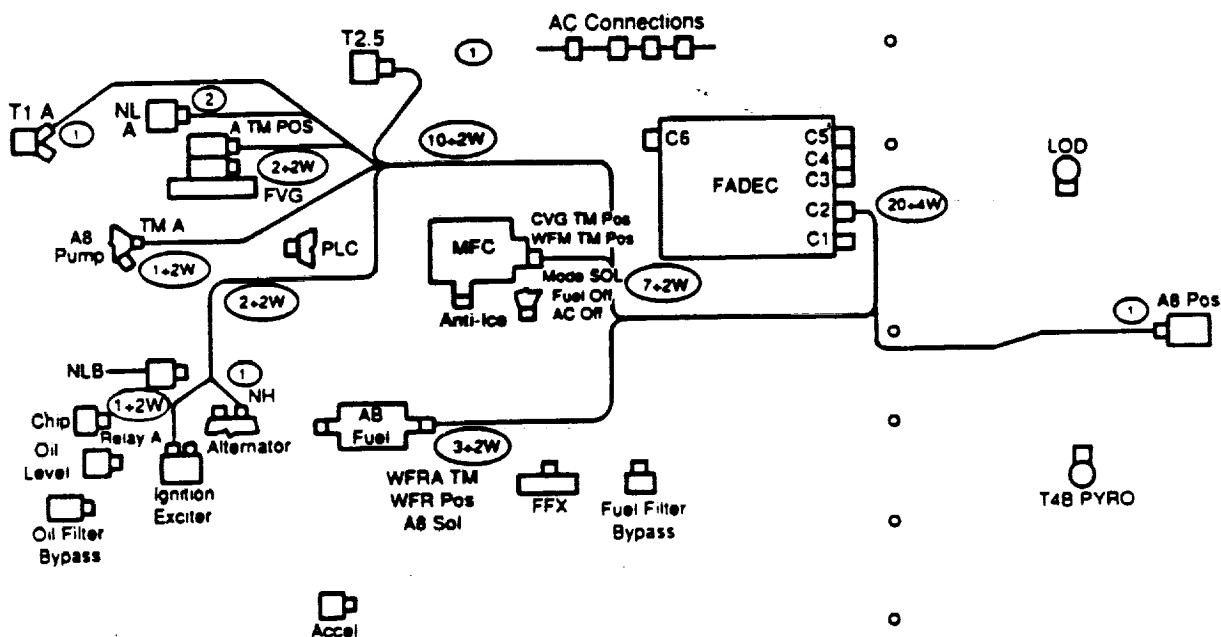 AC Connections
T2.5
1
T1 A
1
NL
A
2
A TM POS
2+2W
FVG
10+2W
C6
FADEC
C5
C4
C3
C2
C1
20+4W
LOD
A8
Pump
TM A
1+2W
PLC
2+2W
MFC
CVG TM Pos
WFM TM Pos
Mode SOL
Fuel Off
AC Off
Anti-Ice
7+2W
1
A8 Pos
NLB
1+2W
1
NH
Chip
Relay A
Alternator
Oil
Level
Ignition
Exciter
Oil Filter
Bypass
AB
Fuel
3+2W
WFRA TM
WFR Pos
A8 Sol
FFX
Fuel Filter
Bypass
T4B PYRO
Accel